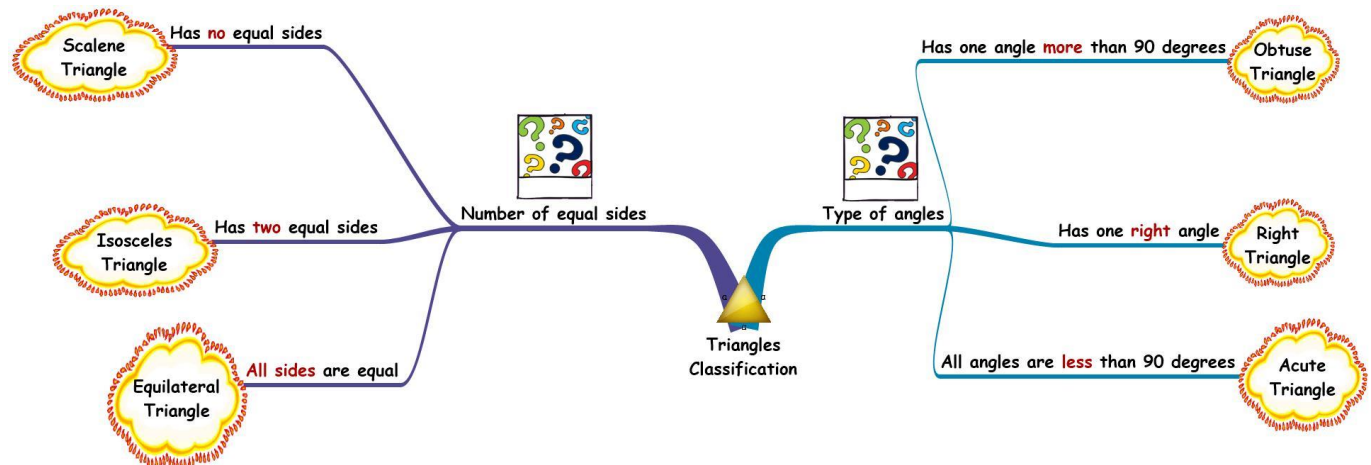 Has no equal sides
Scalene
Triangle
Number of equal sides
Has two equal sides
Isosceles
Triangle
All sides are equal
Equilateral
Triangle
Triangles
Classification
a
a
a
Type of angles
Has one angle more than 90 degrees
Obtuse
Triangle
Has one right angle
Right
Triangle
All angles are less than 90 degrees
Acute
Triangle